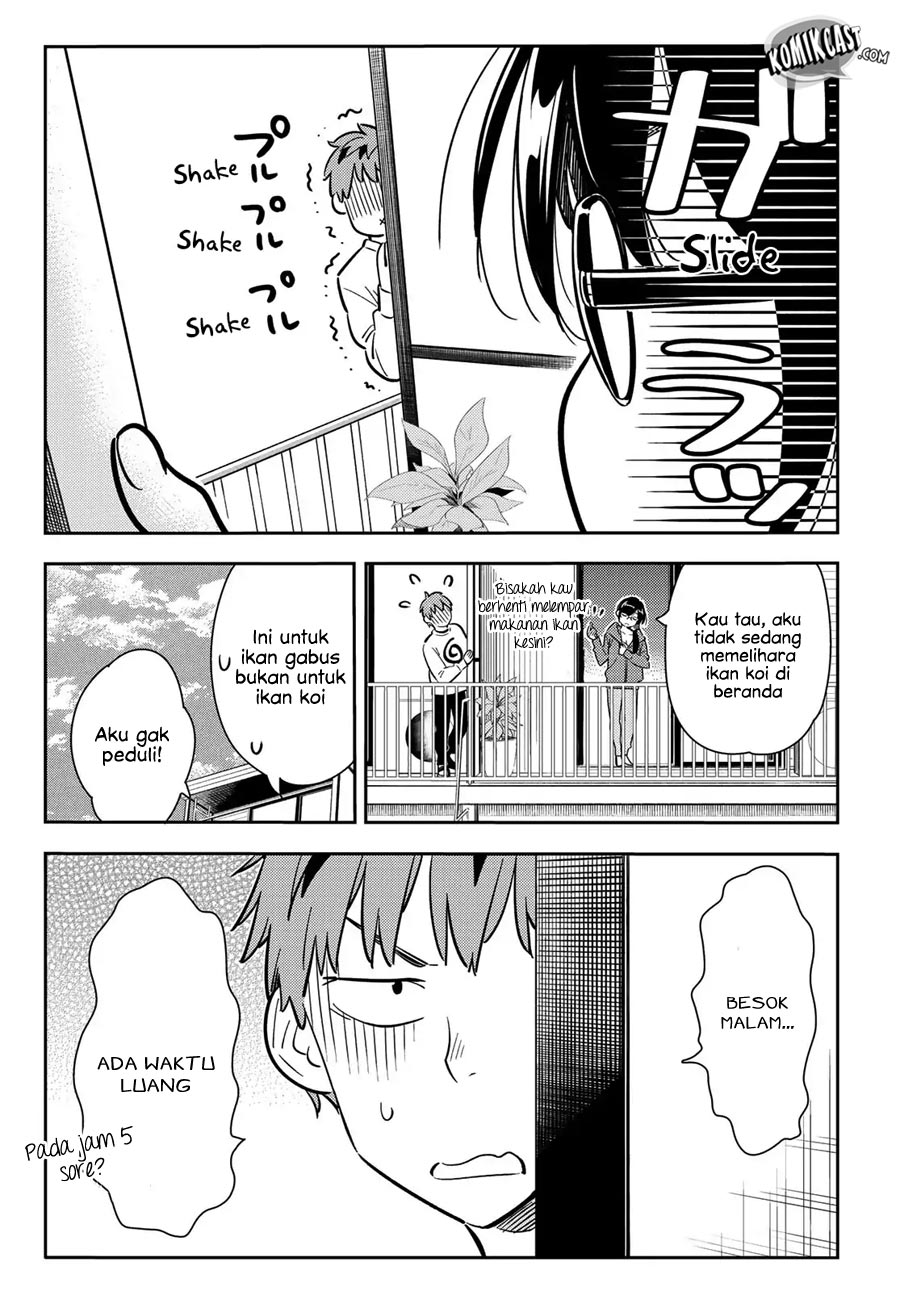 KOMIKCAST.COM
ガ
ラッ
Slide
プル
Shake
プル
Shake
プル
Shake
Kau tau, aku
tidak sedang
memelihara
ikan koi di
beranda
Bisakah kau
berhenti melempar
makanan ikan
kesini?
Ini untuk
ikan gabus
bukan untuk
ikan koi
Aku gak
peduli!
BESOK
MALAM...
ADA WAKTU
LUANG
Pada jam 5
sore?